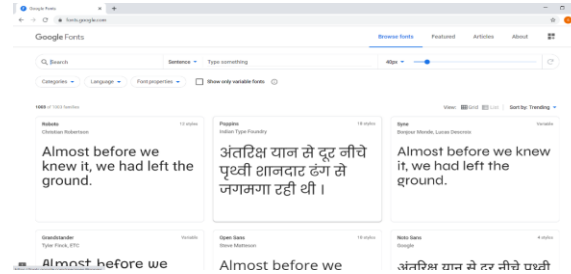 Google Fonts
fonts.google.com
Google Fonts
Browse fonts Featured Articles About
Search Sentence Type something 40px
Categories Language Font properties Show only variable fonts
of 1003 families View: Grid List Sort by: Trending
Roboto 12 styles
Christian Robertson
Almost before we
knew it, we had left the
ground.
Poppins 18 styles
Indian Type Foundry
अंतरिक्ष यान से दूर नीचे
पृथ्वी शानदार ढंग से
जगमगा रही थी ।
Syne Variable
Bonjour Monde, Lucas Descroix
Almost before we knew
it, we had left the
ground.
Grandstander Variable
Tyler Finck, ETC
Almost before we
Open Sans 10 styles
Steve Matteson
Almost before we
Noto Sans 4 styles
Google
अंतरिक्ष यान से दूर नीचे पृथ्वी